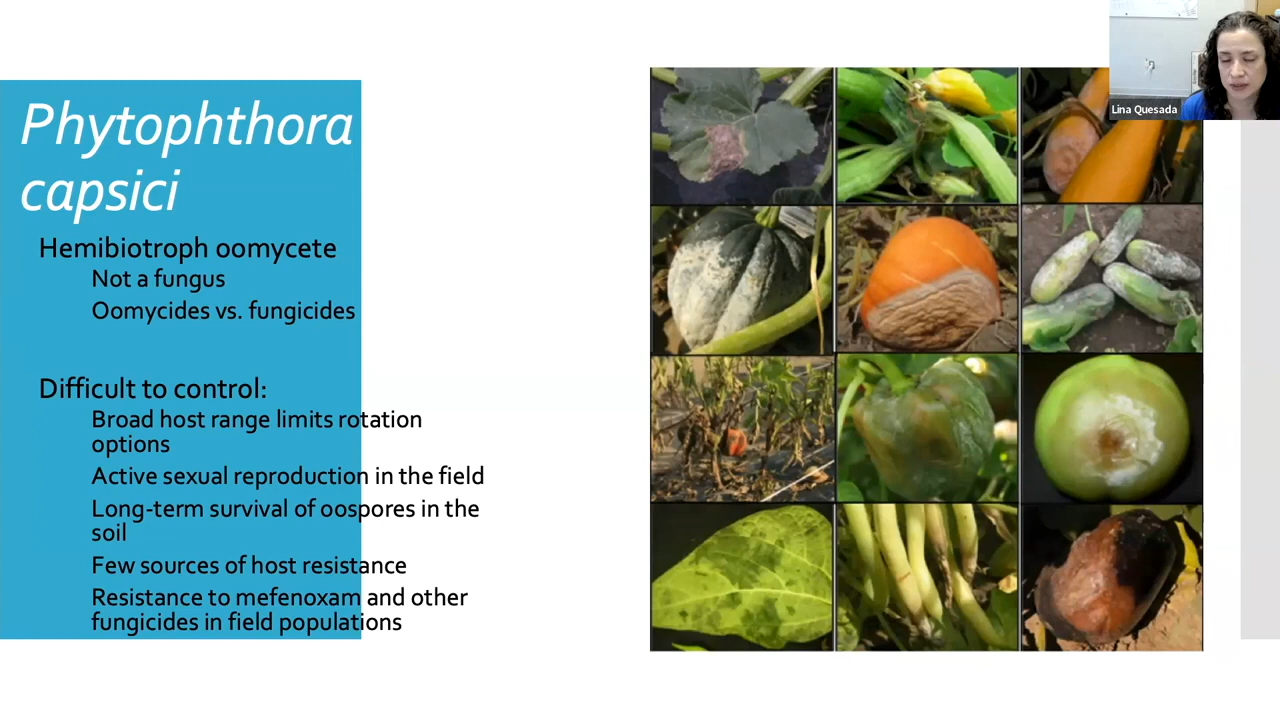 Phytophthora
capsici
Hemibiotroph oomycete
Not a fungus
Oomycides vs. fungicides
Difficult to control:
Broad host range limits rotation
options
Active sexual reproduction in the field
Long-term survival of oospores in the
soil
Few sources of host resistance
Resistance to mefenoxam and other
fungicides in field populations
Lina Quesada